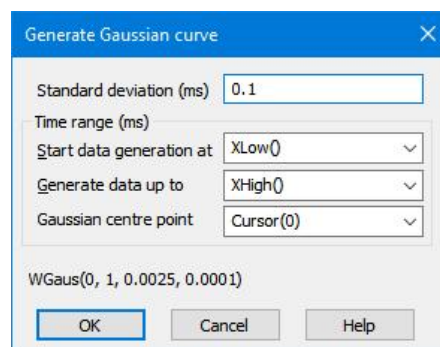 Generate Gaussian curve
Standard deviation (ms) 0.1
Time range (ms)
Start data generation at XLow()
Generate data up to XHigh()
Gaussian centre point Cursor(0)
WGaus(0, 1, 0.0025, 0.0001)
OK Cancel Help